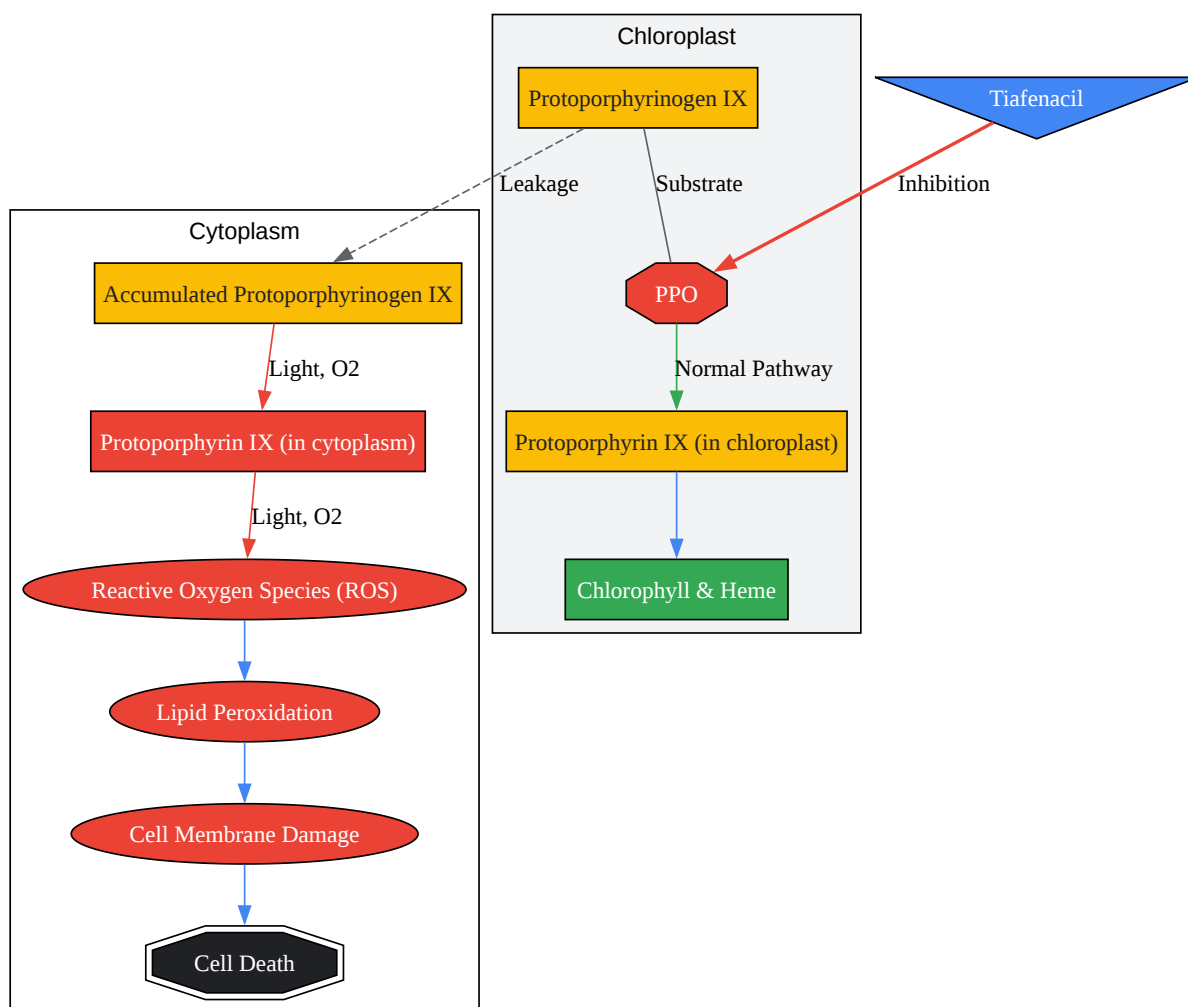 Chloroplast
Protoporphyrinogen IX
Tiafenacil
Leakage
Substrate
Inhibition
Cytoplasm
Accumulated Protoporphyrinogen IX
PPO
Light, O2
Normal Pathway
Protoporphyrin IX (in cytoplasm)
Protoporphyrin IX (in chloroplast)
Light, O2
Reactive Oxygen Species (ROS)
Chlorophyll & Heme
Lipid Peroxidation
Cell Membrane Damage
Cell Death